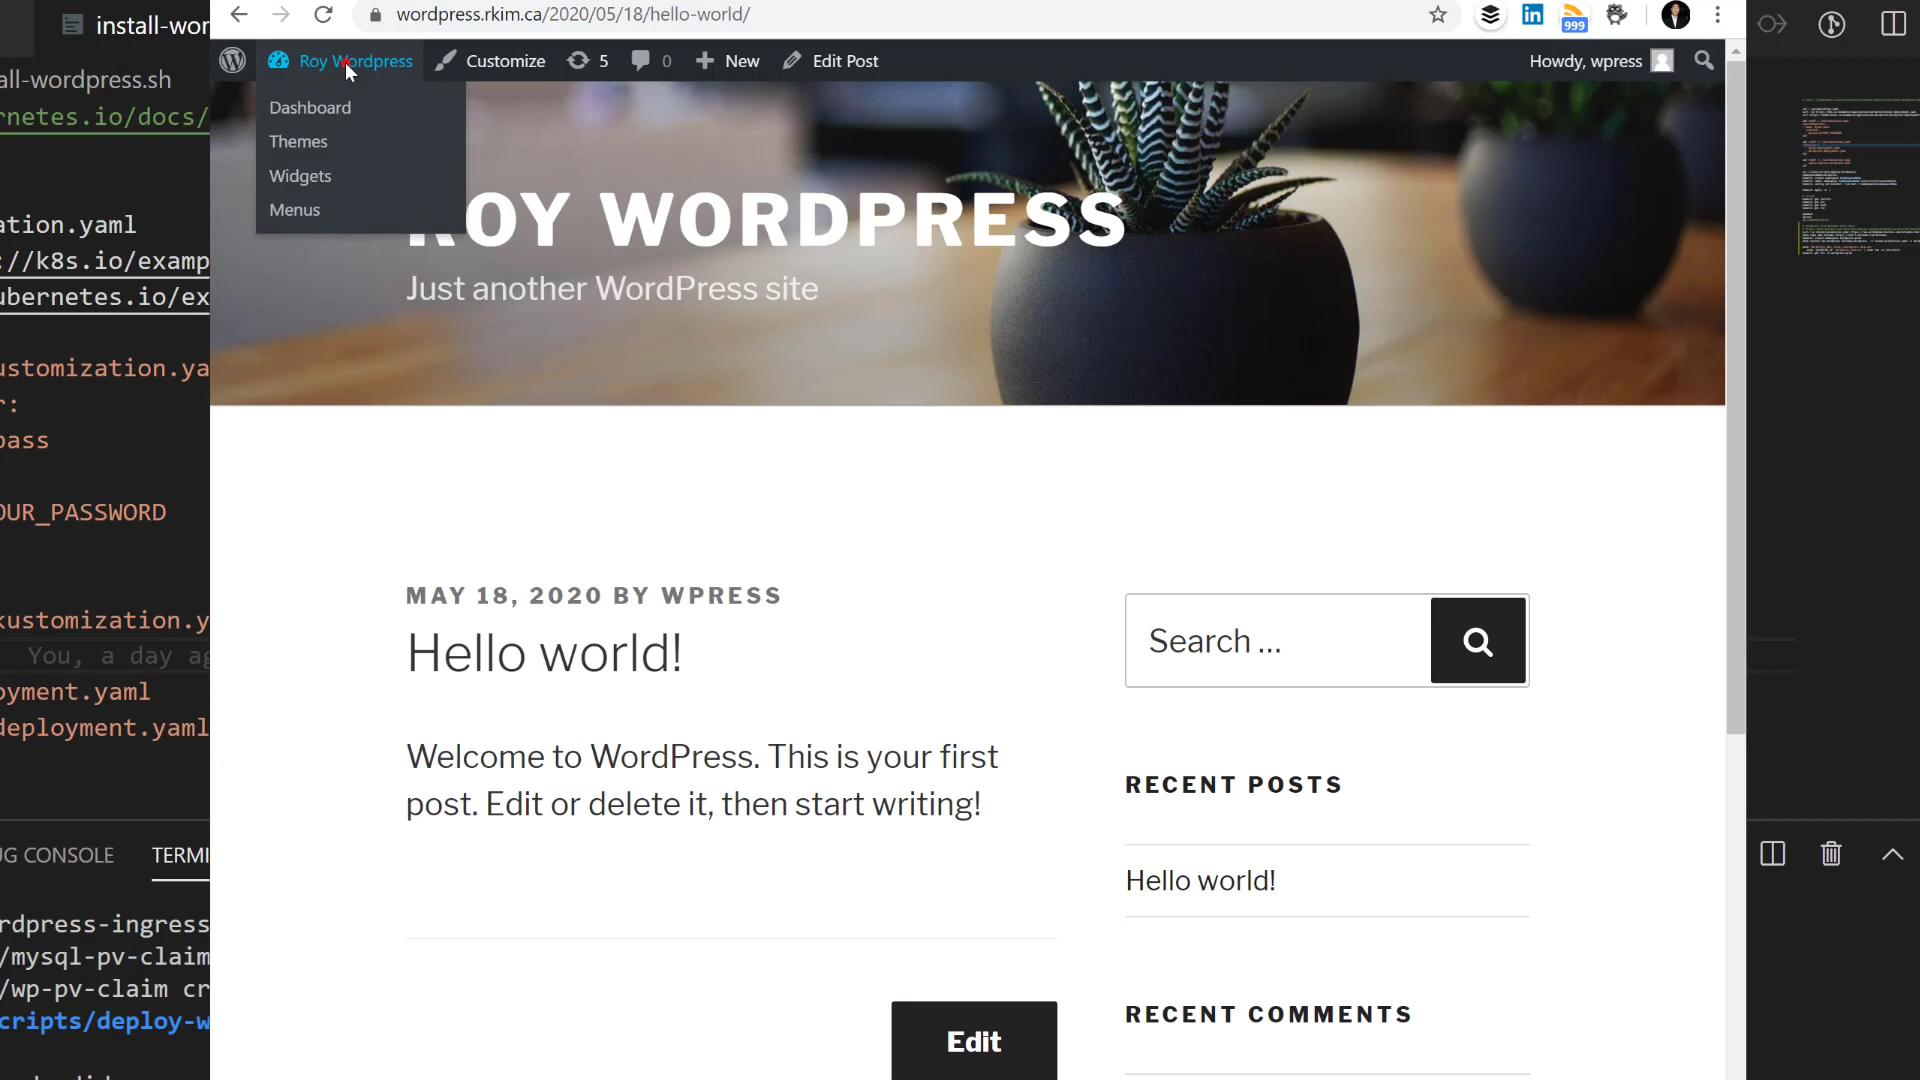 install-wor
all-wordpress.sh
rnetes.io/docs/
ation.yaml
://k8s.io/examp
ubernetes.io/ex
ustomization.ya
r:
pass
OUR_PASSWORD
kustomization.y
You, a day ag
oyment.yaml
deployment.yaml
UG CONSOLE TERMI
rdpress-ingress
/mysql-pv-claim
/wp-pv-claim cr
cripts/deploy-w
wordpress.rkim.ca/2020/05/18/hello-world/
999
Roy Wordpress Customize 5 0 New Edit Post Howdy, wpress
Dashboard
Themes
Widgets
Menus
ROY WORDPRESS
Just another WordPress site
MAY 18, 2020 BY WPRESS
Hello world!
Welcome to WordPress. This is your first
post. Edit or delete it, then start writing!
Edit
Search …
RECENT POSTS
Hello world!
RECENT COMMENTS